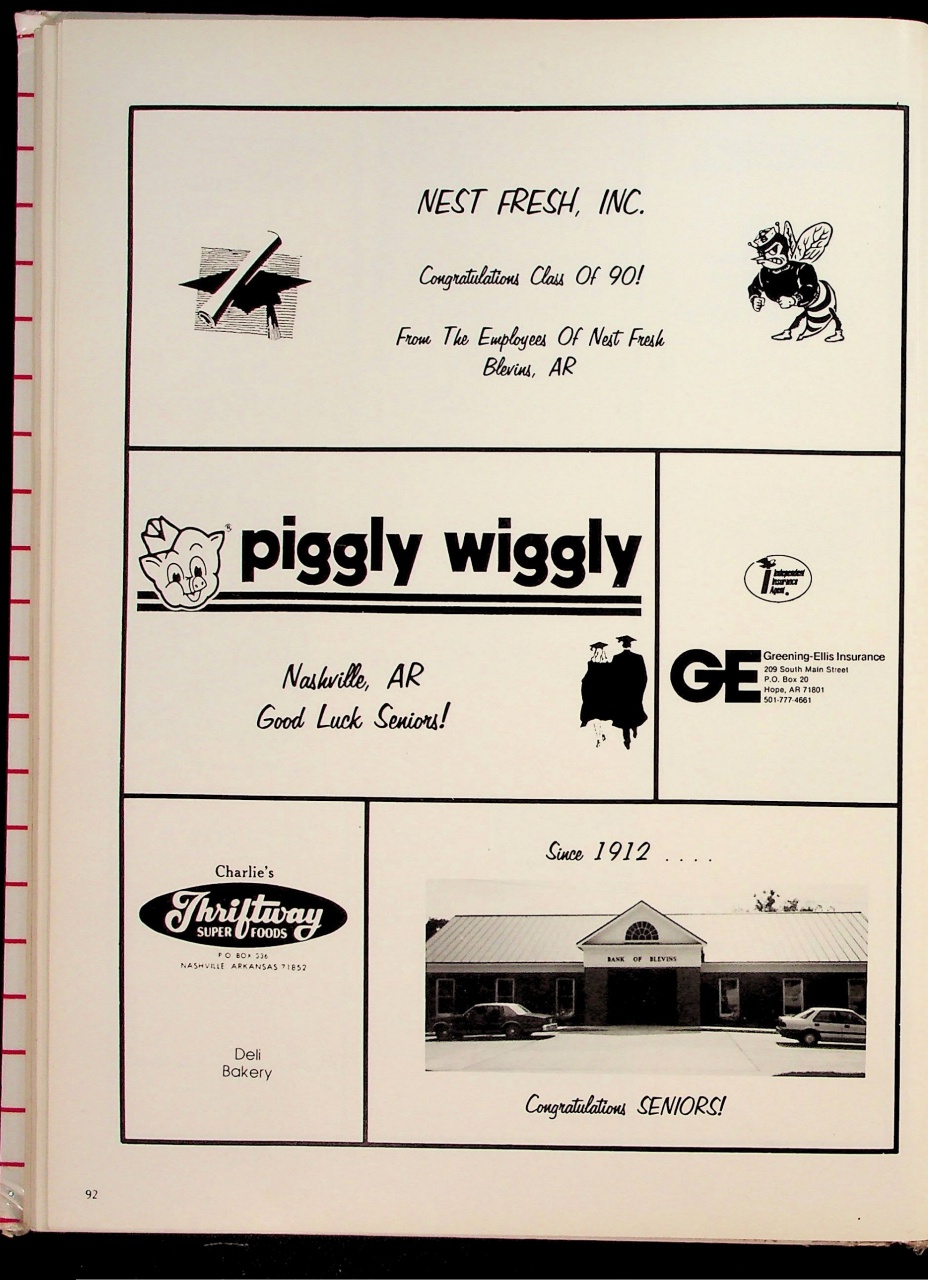 NEST FRESH, INC.
Congratulations Class Of 90!
From The Employees Of Nest Fresh
Blevins, AR
piggly wiggly®
Nashville, AR
Good Luck Seniors!
Independent
Insurance
Agent®
GE
Greening-Ellis Insurance
209 South Main Street
P.O. Box 20
Hope, AR 71801
501-777-4661
Charlie's
Thriftway
SUPER FOODS
P O BOX 536
NASHVILLE ARKANSAS 71852
Deli
Bakery
Since 1912 ....
BANK OF BLEVINS
Congratulations SENIORS!
92